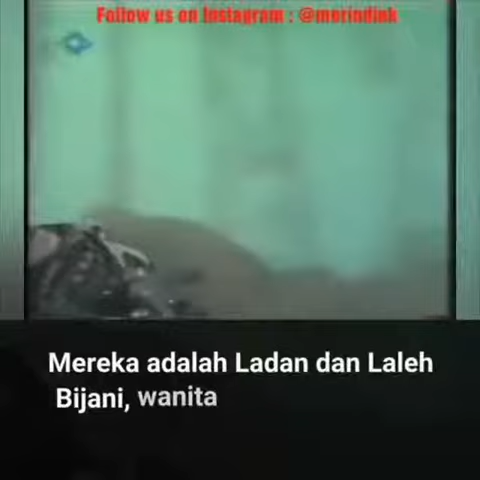 Follow us on Instagram : @merindink
Mereka adalah Ladan dan Laleh
Bijani, wanita